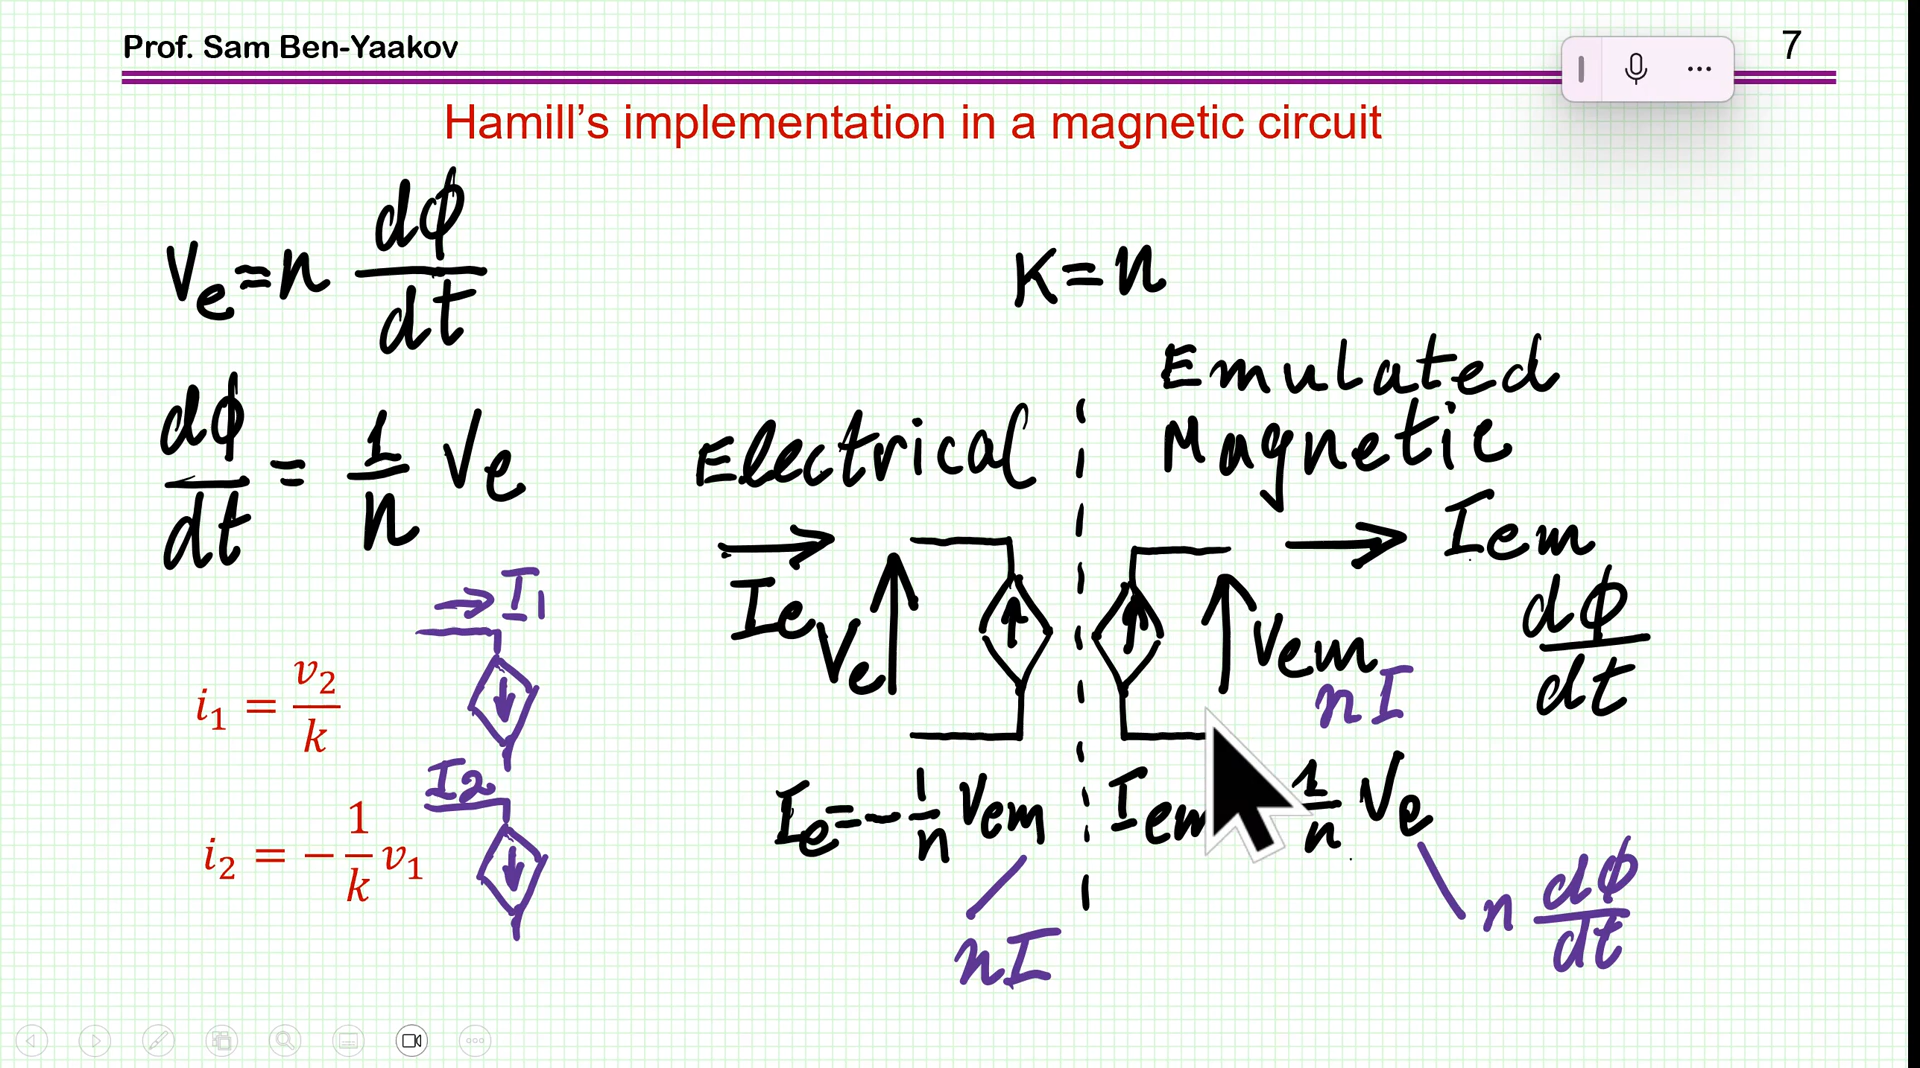 Prof. Sam Ben-Yaakov
7
Hamill's implementation in a magnetic circuit
Ve = n dϕ/dt
K = n
dϕ/dt = 1/n Ve
Electrical
Emulated
Magnetic
Ie
Ve
Iem
Vem
nI
dϕ/dt
I1
i₁ = v₂/k
I2
i₂ = −1/k v₁
Ie = −1/n Vem
nI
Iem 1/n Ve
n dϕ/dt